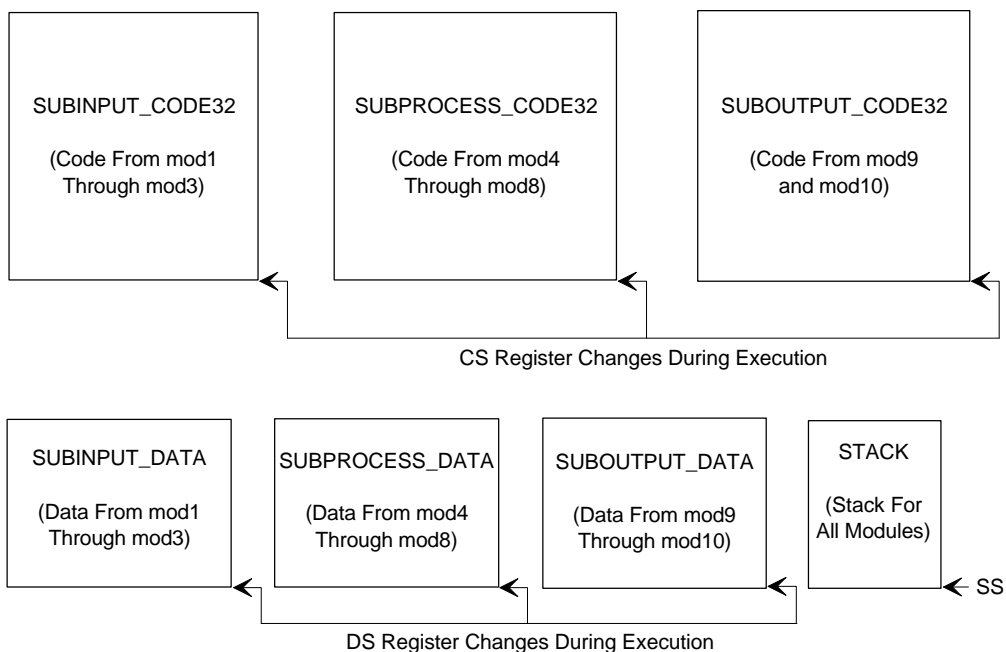 SUBINPUT_CODE32
(Code From mod1
Through mod3)
SUBPROCESS_CODE32
(Code From mod4
Through mod8)
SUBOUTPUT_CODE32
(Code From mod9
and mod10)
CS Register Changes During Execution
SUBINPUT_DATA
(Data From mod1
Through mod3)
SUBPROCESS_DATA
(Data From mod4
Through mod8)
SUBOUTPUT_DATA
(Data From mod9
Through mod10)
STACK
(Stack For
All Modules)
SS
DS Register Changes During Execution